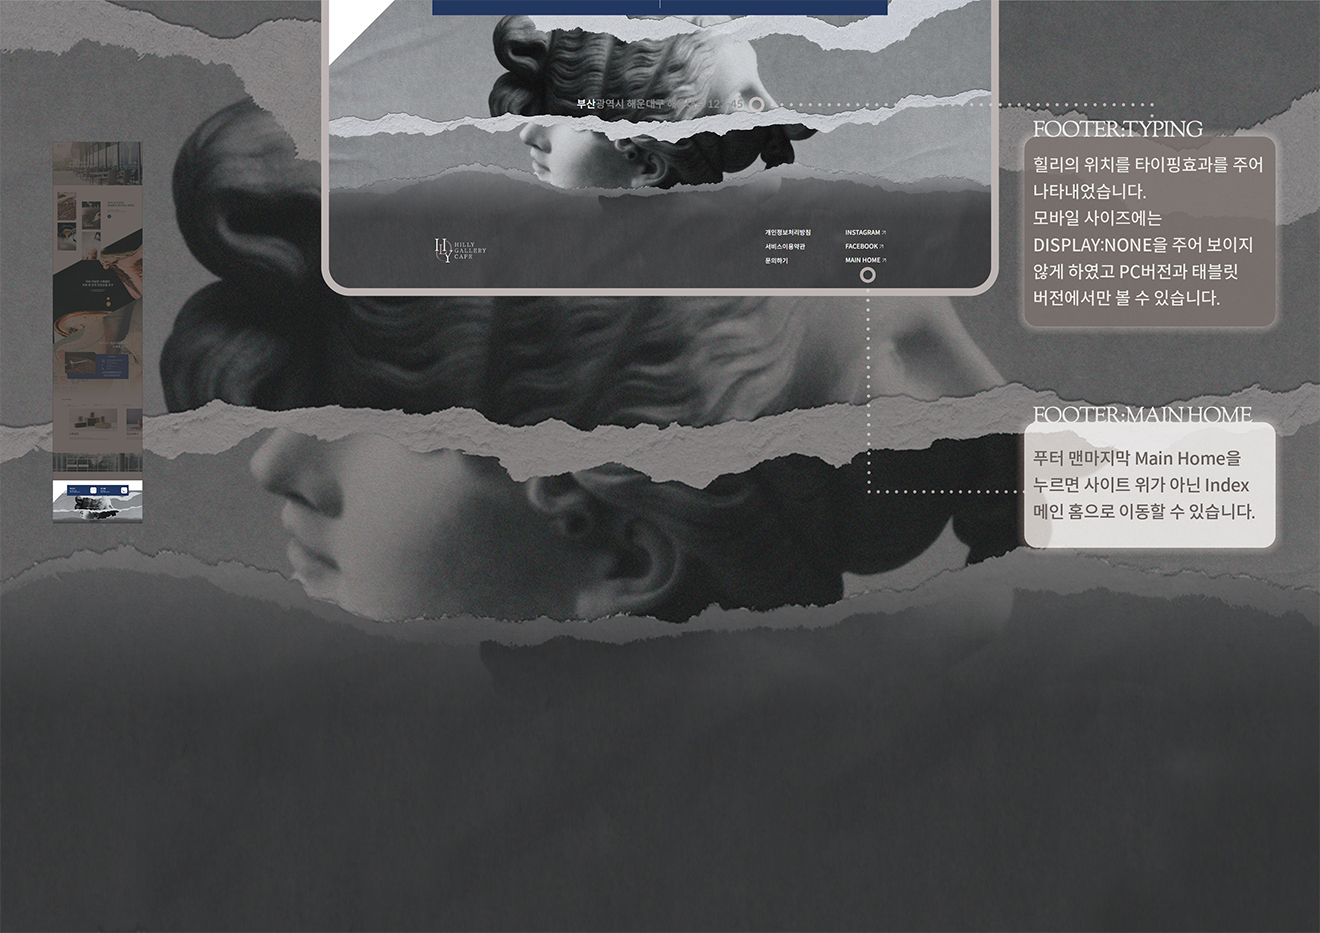 부산광역시 해운대구
FOOTER:TYPING
힐리의 위치를 타이핑효과를 주어
나타내었습니다.
모바일 사이즈에는
DISPLAY:NONE을 주어 보이지
않게 하였고 PC버전과 태블릿
버전에서만 볼 수 있습니다.
HILLY
GALLERY
CAFE
개인정보처리방침
서비스이용약관
문의하기
INSTAGRAM
FACEBOOK
MAIN HOME
FOOTER:MAIN HOME
푸터 맨마지막 Main Home을
누르면 사이트 위가 아닌 Index
메인 홈으로 이동할 수 있습니다.